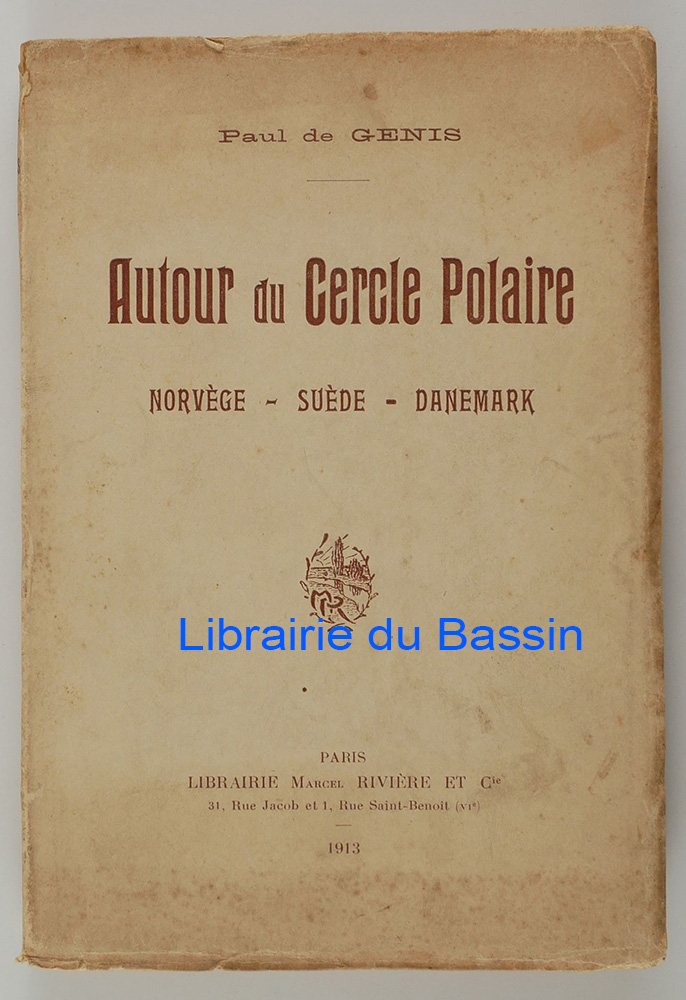 Paul de GENIS
Autour du Cercle Polaire
NORVÈGE - SUÈDE - DANEMARK
MR
Librairie du Bassin
PARIS
LIBRAIRIE MARCEL RIVIÈRE ET Cie
31, Rue Jacob et 1, Rue Saint-Benoît (VIe)
1913